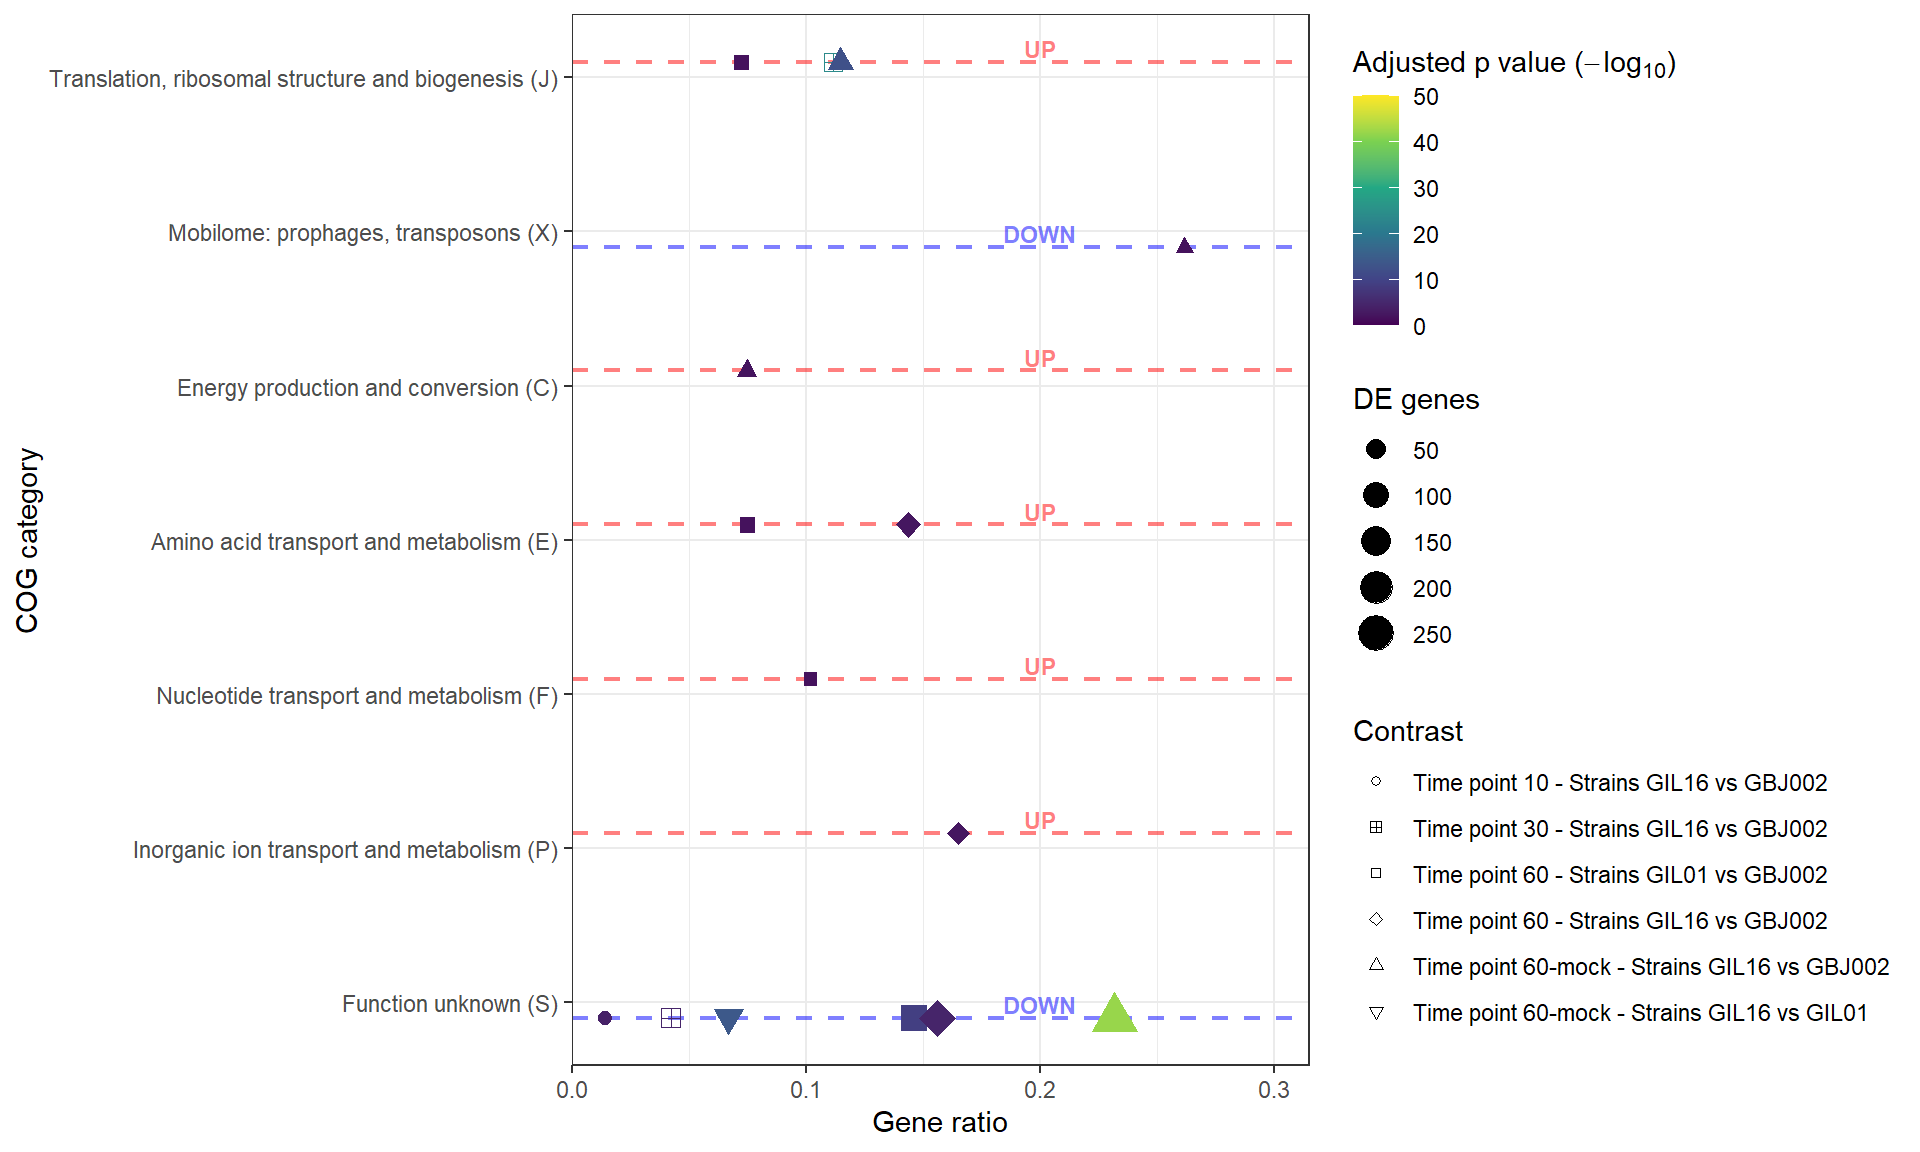 COG category
Translation, ribosomal structure and biogenesis (J)
Mobilome: prophages, transposons (X)
Energy production and conversion (C)
Amino acid transport and metabolism (E)
Nucleotide transport and metabolism (F)
Inorganic ion transport and metabolism (P)
Function unknown (S)
UP
DOWN
UP
UP
UP
UP
DOWN
0.0 0.1 0.2 0.3
Gene ratio
Adjusted p value (−log10)
50
40
30
20
10
0
DE genes
50
100
150
200
250
Contrast
Time point 10 - Strains GIL16 vs GBJ002
Time point 30 - Strains GIL16 vs GBJ002
Time point 60 - Strains GIL01 vs GBJ002
Time point 60 - Strains GIL16 vs GBJ002
Time point 60-mock - Strains GIL16 vs GBJ002
Time point 60-mock - Strains GIL16 vs GIL01